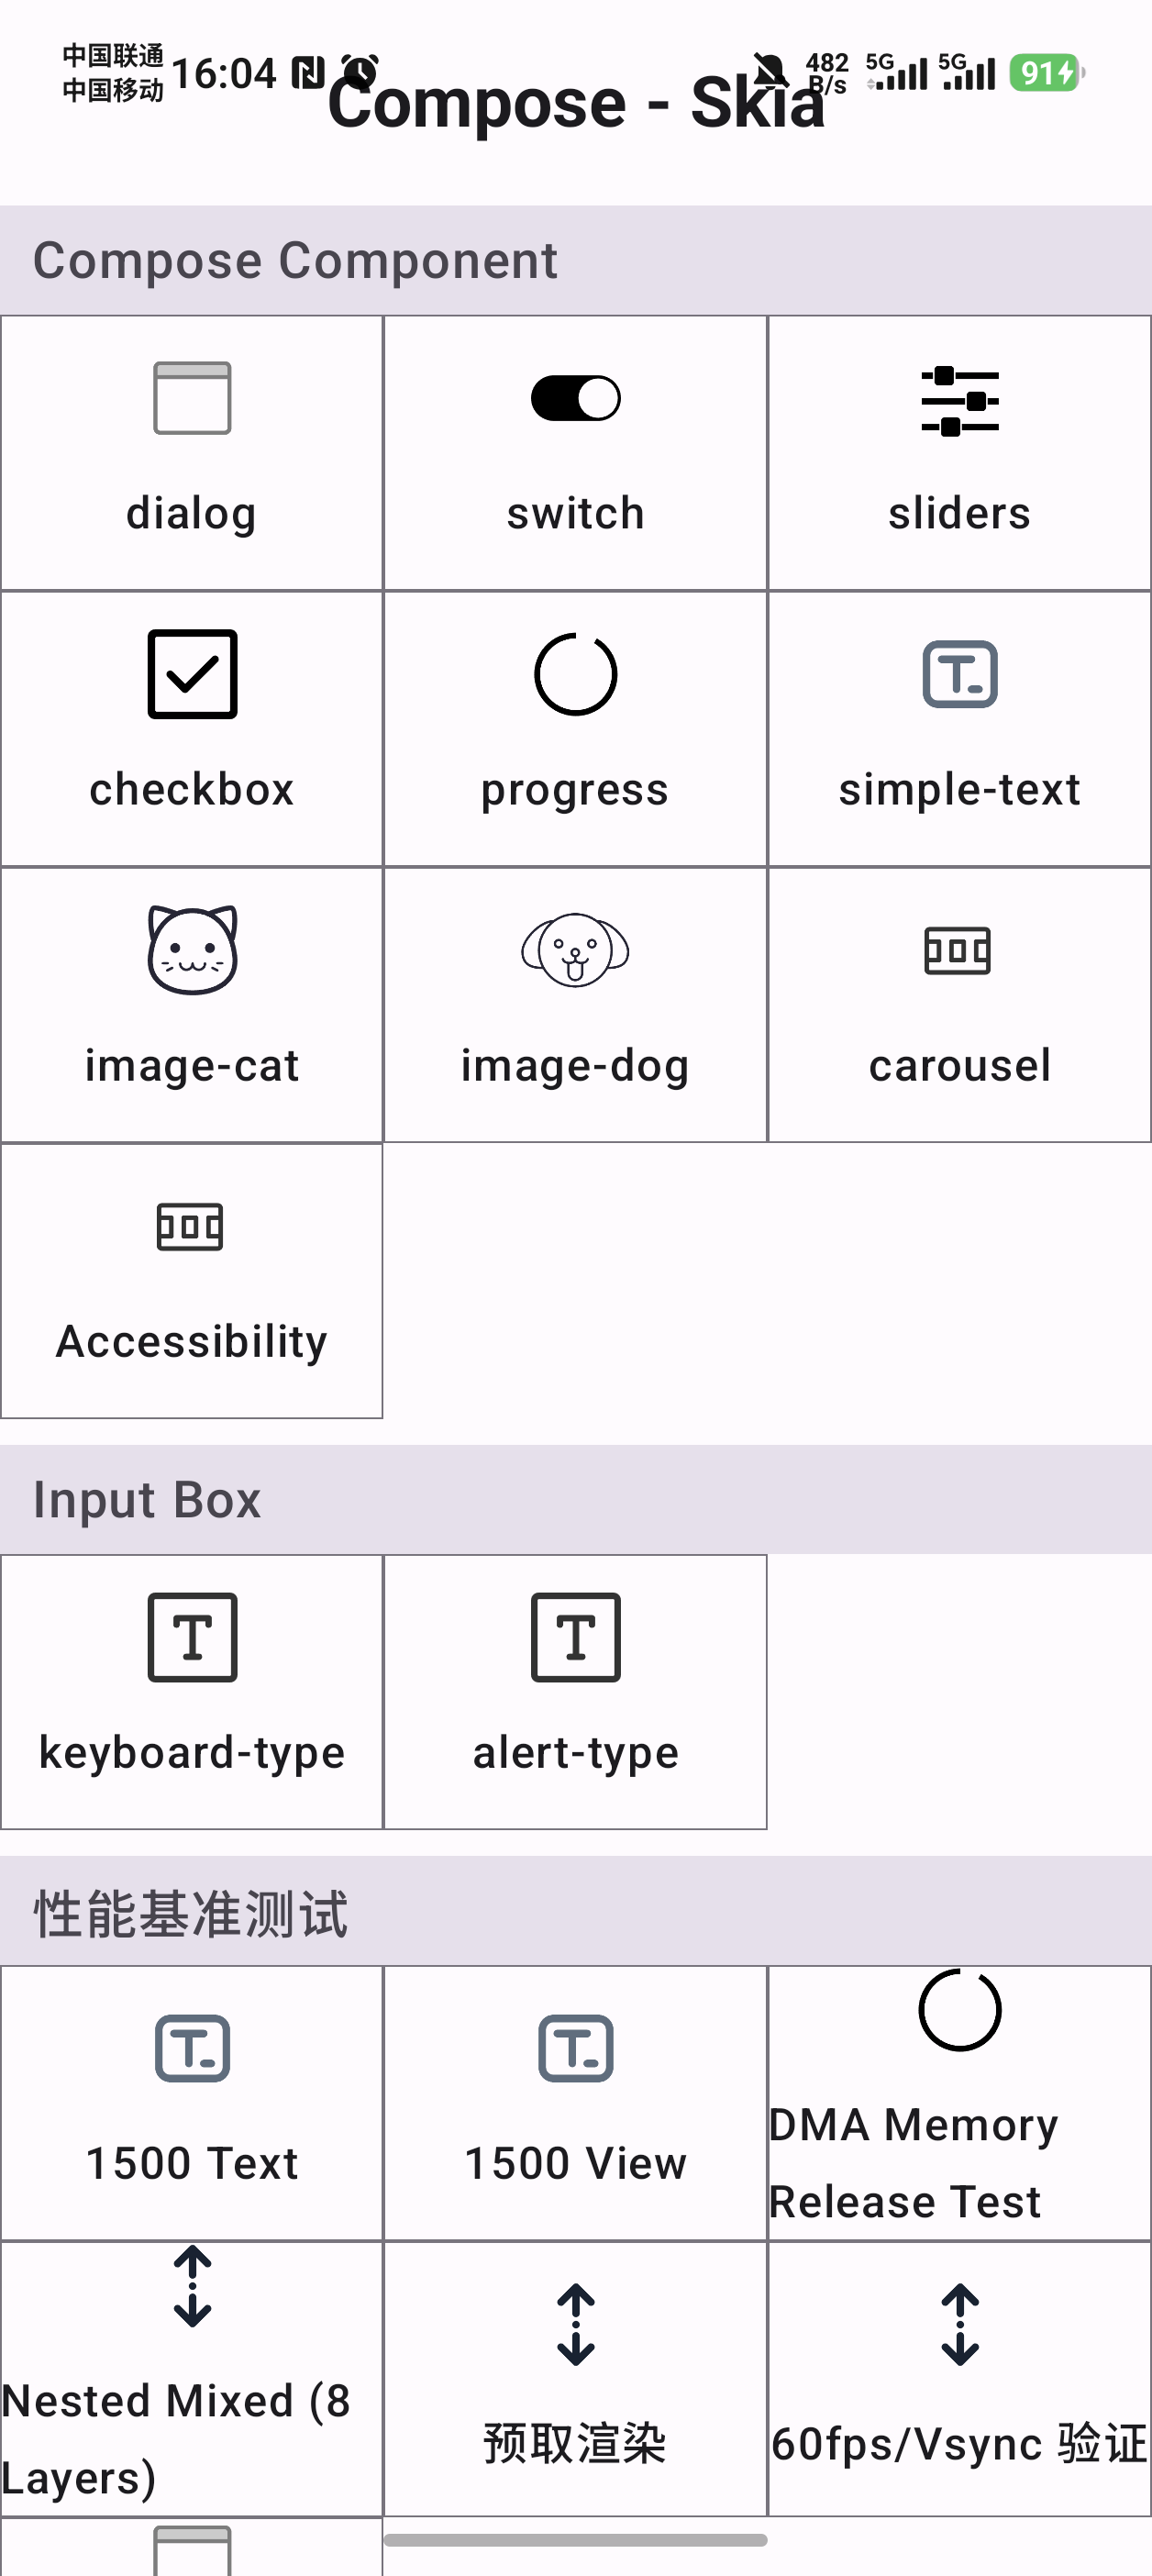 中国联通
中国移动
16:04
482
B/s
5G
5G
91
Compose - Skia
Compose Component
dialog
switch
sliders
checkbox
progress
simple-text
image-cat
image-dog
carousel
Accessibility
Input Box
keyboard-type
alert-type
性能基准测试
1500 Text
1500 View
DMA Memory
Release Test
Nested Mixed (8
Layers)
预取渲染
60fps/Vsync 验证